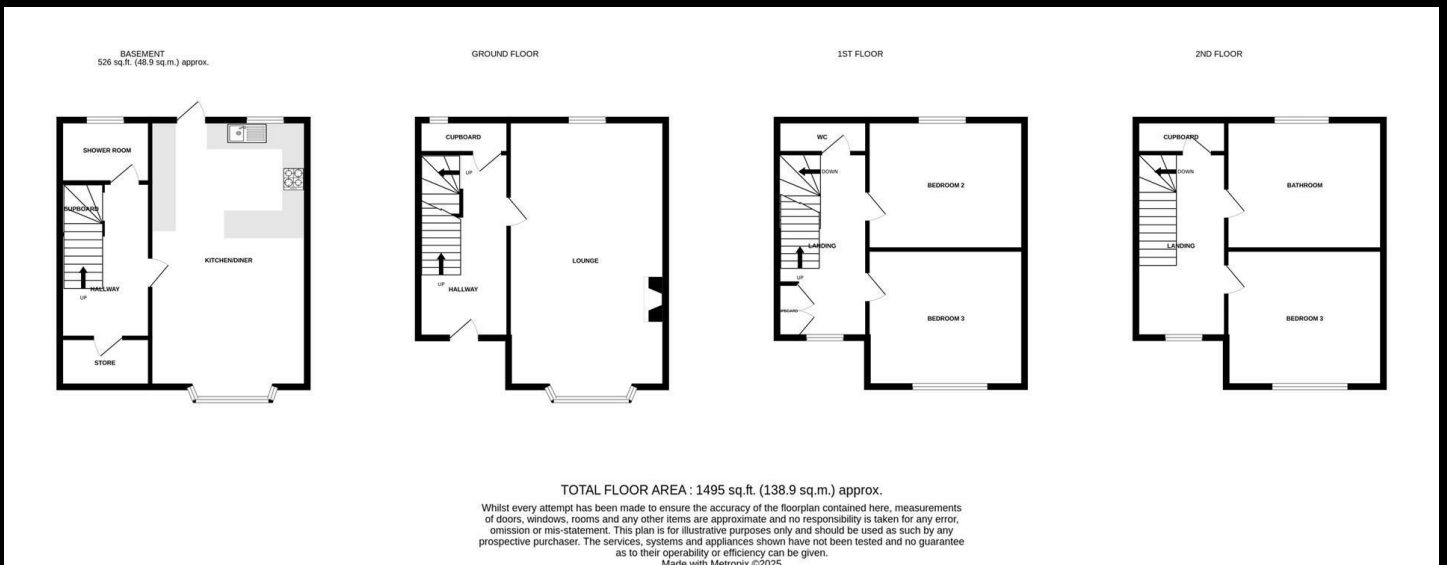 BASEMENT
526 sq.ft. (48.9 sq.m.) approx.
SHOWER ROOM
CUPBOARD
KITCHEN/DINER
HALLWAY
UP
STORE
GROUND FLOOR
CUPBOARD
UP
LOUNGE
UP
HALLWAY
1ST FLOOR
WC
DOWN
BEDROOM 2
LANDING
UP
BEDROOM 3
2ND FLOOR
CUPBOARD
DOWN
BATHROOM
LANDING
BEDROOM 3
TOTAL FLOOR AREA : 1495 sq.ft. (138.9 sq.m.) approx.
Whilst every attempt has been made to ensure the accuracy of the floorplan contained here, measurements
of doors, windows, rooms and any other items are approximate and no responsibility is taken for any error,
omission or mis-statement. This plan is for illustrative purposes only and should be used as such by any
prospective purchaser. The services, systems and appliances shown have not been tested and no guarantee
as to their operability or efficiency can be given.
Made with Metropix ©2025